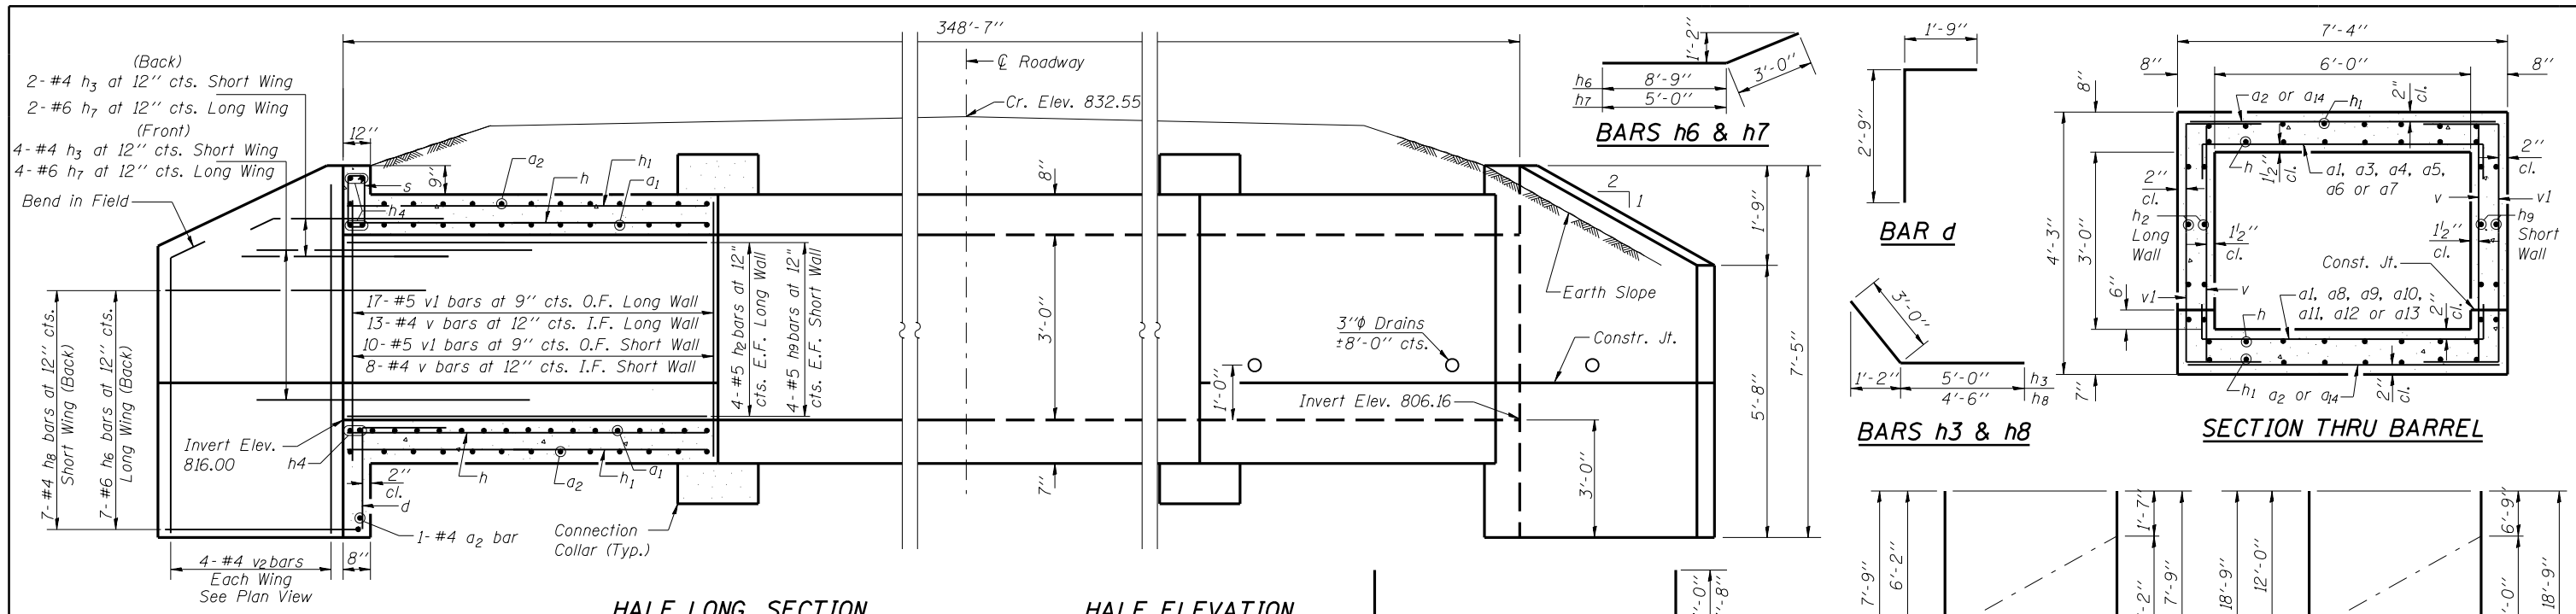 348'-7"
(Back)
2-#4 h3 at 12" cts. Short Wing
2-#6 h7 at 12" cts. Long Wing
(Front)
4-#4 h3 at 12" cts. Short Wing
4-#6 h7 at 12" cts. Long Wing
Bend in Field
12"
9"
s
h4
a2
h1
h
a1
℄ Roadway
Cr. Elev. 832.55
8"
2
1
1'-9"
17-#5 v1 bars at 9" cts. O.F. Long Wall
13-#4 v bars at 12" cts. I.F. Long Wall
10-#5 v1 bars at 9" cts. O.F. Short Wall
8-#4 v bars at 12" cts. I.F. Short Wall
4-#5 h2 bars at 12"
cts. E.F. Long Wall
4-#5 h9 bars at 12"
cts. E.F. Short Wall
3'-0"
3"ϕ Drains
±8'-0" cts.
Earth Slope
Constr. Jt.
1'-0"
Invert Elev. 806.16
5'-8"
7'-5"
3'-0"
7-#4 h8 bars at 12" cts.
Short Wing (Back)
7-#6 h6 bars at 12" cts.
Long Wing (Back)
Invert Elev.
816.00
h4
2"
cl.
d
h
a2
h1
a1
7"
1-#4 a2 bar
Connection
Collar (Typ.)
4-#4 v2 bars
Each Wing
See Plan View
8"
HALF LONG. SECTION
HALF ELEVATION
1'-2"
3'-0"
h6
8'-9"
h7
5'-0"
BARS h6 & h7
1'-9"
2'-9"
BAR d
3'-0"
1'-2"
5'-0"
h3
4'-6"
h8
BARS h3 & h8
7'-4"
8"
6'-0"
8"
8"
a2 or a14
h1
2"
cl.
h
1½"
cl.
a1, a3, a4, a5,
a6 or a7
2"
cl.
2"
cl.
v
v1
h2
Long
Wall
1½"
cl.
1½"
cl.
h9
Short
Wall
4'-3"
3'-0"
Const. Jt.
6"
v1
v
h
a1, a8, a9, a10,
a11, a12 or a13
2"
cl.
7"
h1
a2 or a14
2"
cl.
SECTION THRU BARREL
7'-9"
6'-2"
1'-7"
7'-9"
18'-9"
12'-0"
6'-9"
18'-9"